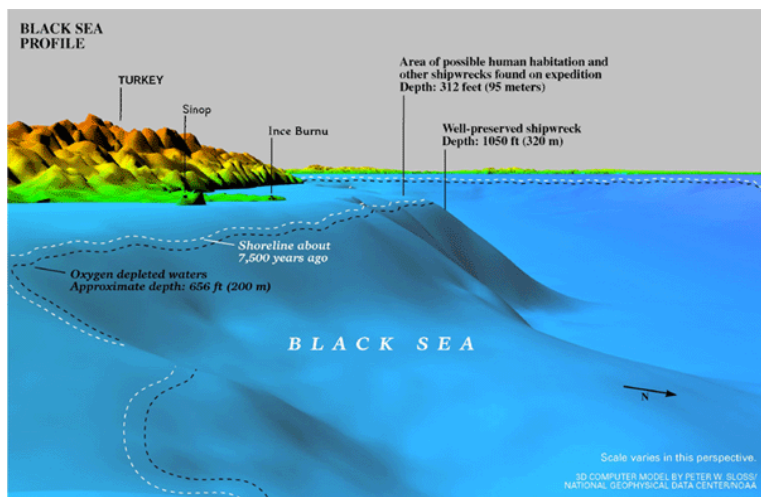 BLACK SEA
PROFILE
TURKEY
Sinop
Ince Burnu
Area of possible human habitation and
other shipwrecks found on expedition
Depth: 312 feet (95 meters)
Well-preserved shipwreck
Depth: 1050 ft (320 m)
Shoreline about
7,500 years ago
Oxygen depleted waters
Approximate depth: 656 ft (200 m)
BLACK SEA
N
Scale varies in this perspective.
3D COMPUTER MODEL BY PETER W. SLOSS/
NATIONAL GEOPHYSICAL DATA CENTER/NOAA